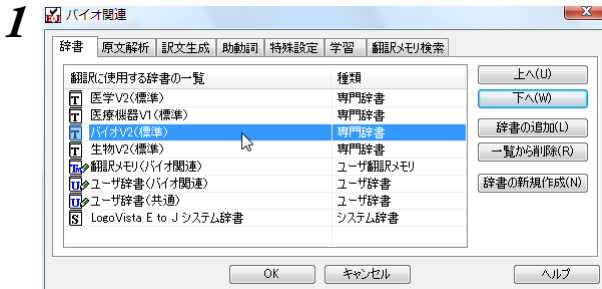 1
バイオ関連
辞書 原文解析 訳文生成 助動詞 特殊設定 学習 翻訳メモリ検索
翻訳に使用する辞書の一覧 種類
T 医学V2(標準) 専門辞書
T 医療機器V1(標準) 専門辞書
T バイオV2(標準) 専門辞書
T 生物V2(標準) 専門辞書
TM 翻訳メモリ(バイオ関連) ユーザ翻訳メモリ
U ユーザ辞書(バイオ関連) ユーザ辞書
U ユーザ辞書(共通) ユーザ辞書
S LogoVista E to J システム辞書 システム辞書
上へ(U)
下へ(W)
辞書の追加(L)
一覧から削除(R)
辞書の新規作成(N)
OK キャンセル ヘルプ